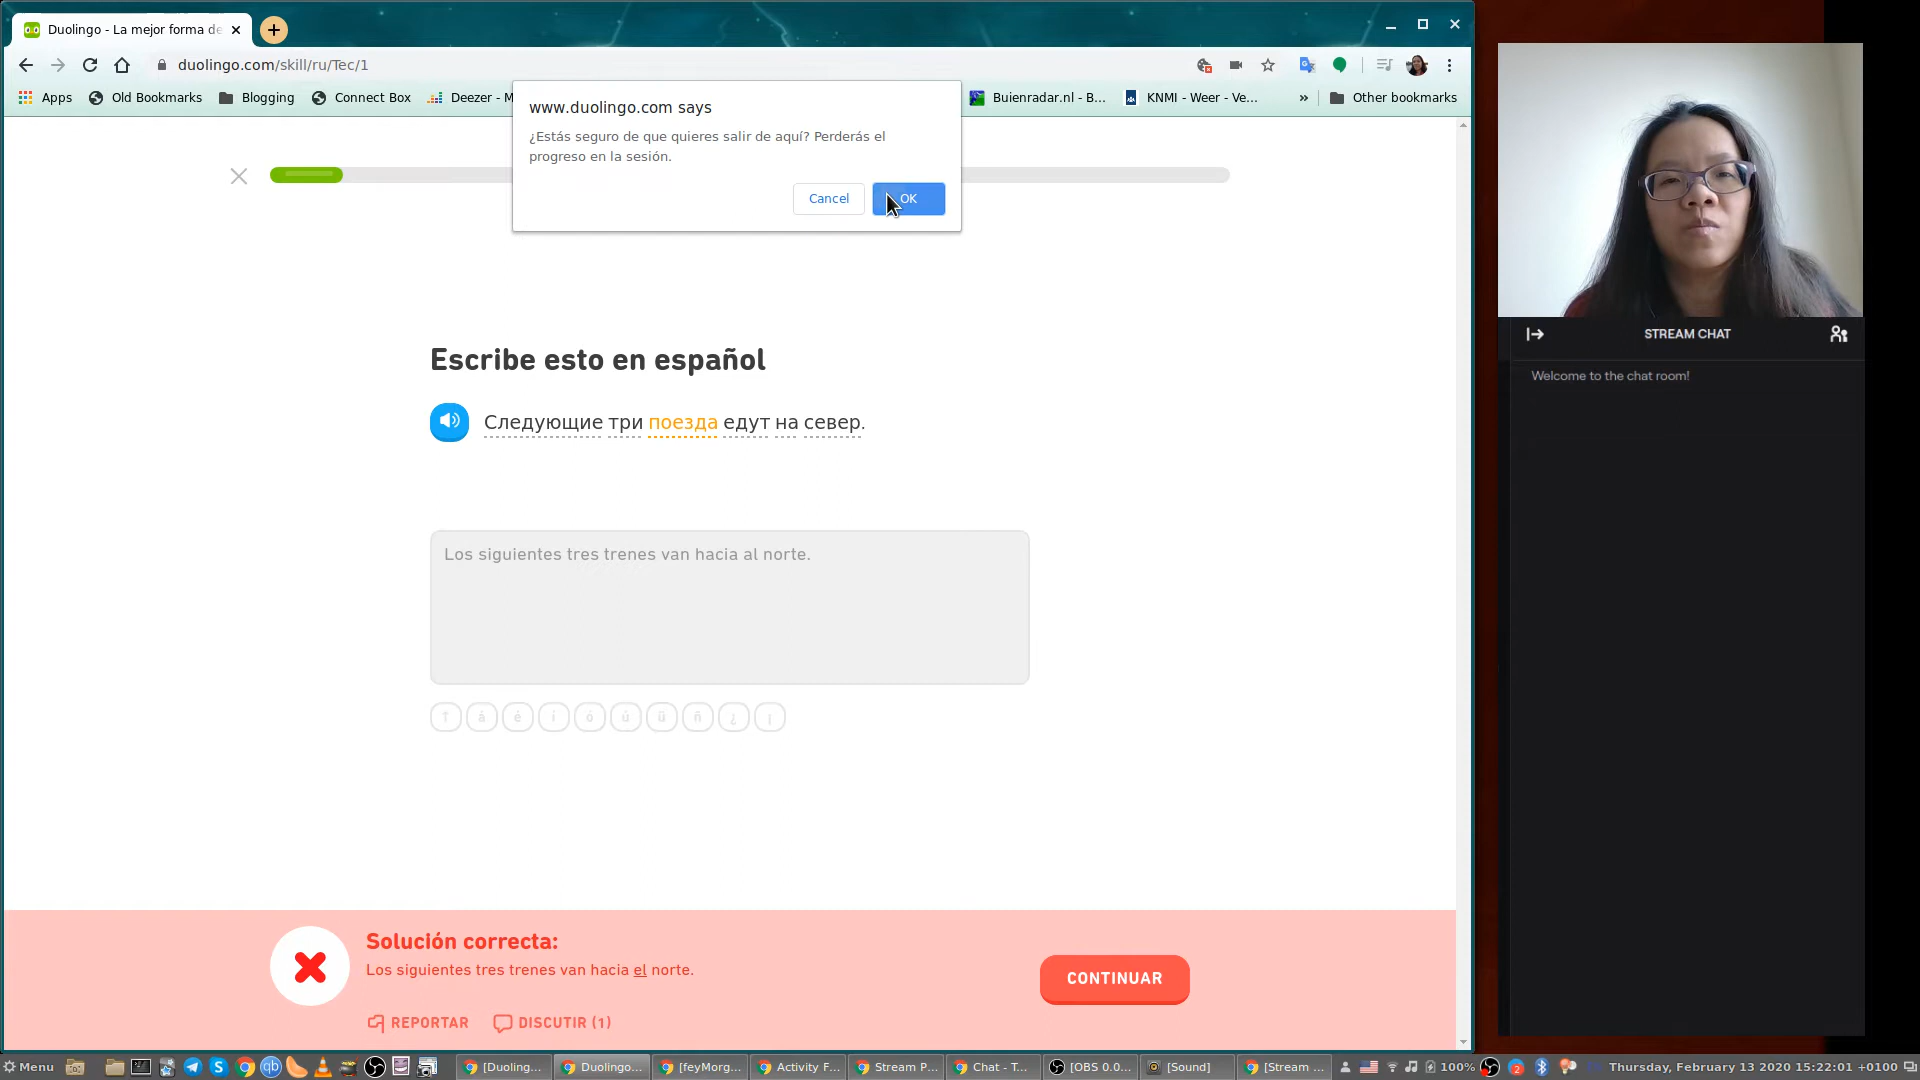 Duolingo - La mejor forma de
duolingo.com/skill/ru/Tec/1
Apps
Old Bookmarks
Blogging
Connect Box
Deezer - M
Buienradar.nl - B...
KNMI - Weer - Ve...
»
Other bookmarks
www.duolingo.com says
¿Estás seguro de que quieres salir de aquí? Perderás el
progreso en la sesión.
Cancel
OK
Escribe esto en español
Следующие три поезда едут на север.
Los siguientes tres trenes van hacia al norte.
↑ á é í ó ú ü ñ ¿ ¡
Solución correcta:
Los siguientes tres trenes van hacia el norte.
CONTINUAR
REPORTAR
DISCUTIR (1)
STREAM CHAT
Welcome to the chat room!
Menu
[Duoling...
Duolingo...
[feyMorg...
Activity F...
Stream P...
Chat - T...
[OBS 0.0...
[Sound]
[Stream ...
100%
2
Thursday, February 13 2020 15:22:01 +0100